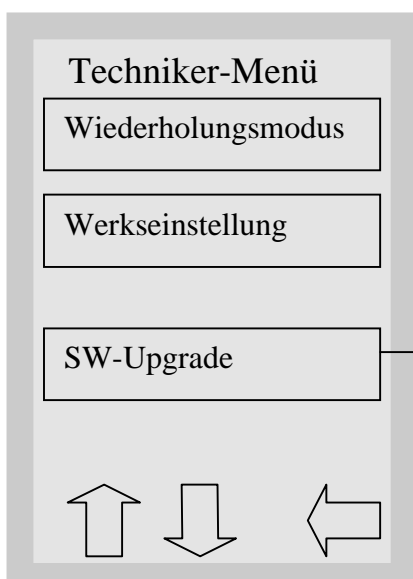 Techniker-Menü
Wiederholungsmodus
Werkseinstellung
SW-Upgrade